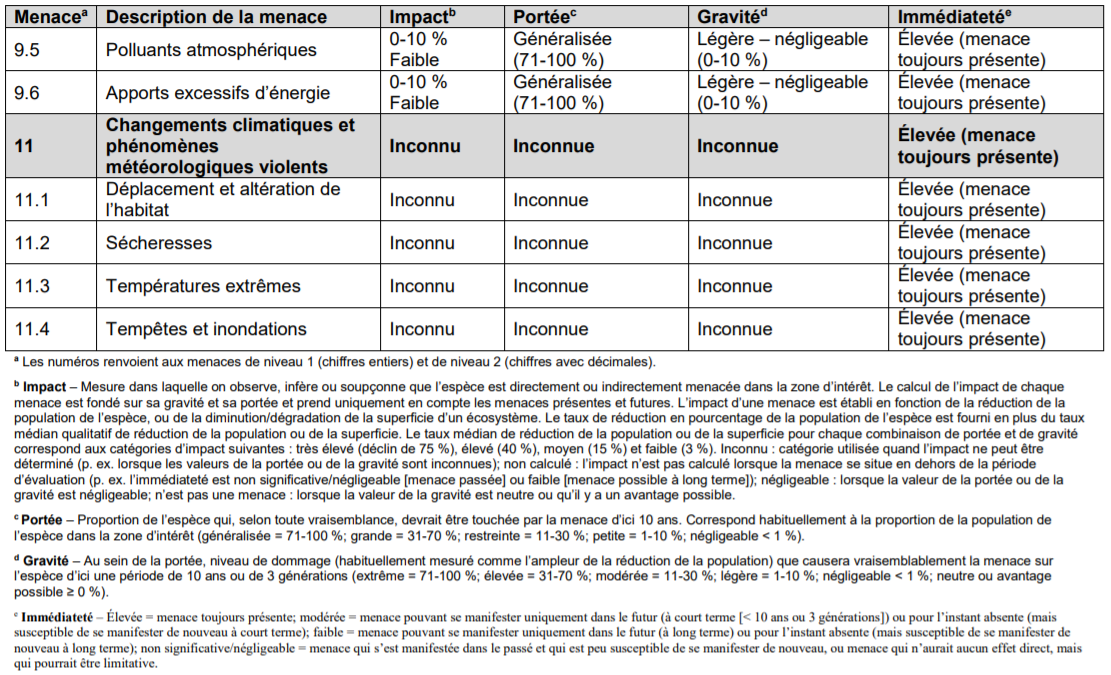 Menaceᵃ Description de la menace Impactᵇ Portéeᶜ Gravitéᵈ Immédiatetéᵉ
9.5 Polluants atmosphériques 0-10 % Faible Généralisée (71-100 %) Légère – négligeable (0-10 %) Élevée (menace toujours présente)
9.6 Apports excessifs d’énergie 0-10 % Faible Généralisée (71-100 %) Légère – négligeable (0-10 %) Élevée (menace toujours présente)
11 Changements climatiques et phénomènes météorologiques violents Inconnu Inconnue Inconnue Élevée (menace toujours présente)
11.1 Déplacement et altération de l’habitat Inconnu Inconnue Inconnue Élevée (menace toujours présente)
11.2 Sécheresses Inconnu Inconnue Inconnue Élevée (menace toujours présente)
11.3 Températures extrêmes Inconnu Inconnue Inconnue Élevée (menace toujours présente)
11.4 Tempêtes et inondations Inconnu Inconnue Inconnue Élevée (menace toujours présente)
ᵃ Les numéros renvoient aux menaces de niveau 1 (chiffres entiers) et de niveau 2 (chiffres avec décimales).
ᵇ Impact – Mesure dans laquelle on observe, infère ou soupçonne que l’espèce est directement ou indirectement menacée dans la zone d’intérêt. Le calcul de l’impact de chaque
menace est fondé sur sa gravité et sa portée et prend uniquement en compte les menaces présentes et futures. L’impact d’une menace est établi en fonction de la réduction de la
population de l’espèce, ou de la diminution/dégradation de la superficie d’un écosystème. Le taux de réduction en pourcentage de la population de l’espèce est fourni en plus du taux
médian qualitatif de réduction de la population ou de la superficie. Le taux médian de réduction de la population ou de la superficie pour chaque combinaison de portée et de gravité
correspond aux catégories d’impact suivantes : très élevé (déclin de 75 %), élevé (40 %), moyen (15 %) et faible (3 %). Inconnu : catégorie utilisée quand l’impact ne peut être
déterminé (p. ex. lorsque les valeurs de la portée ou de la gravité sont inconnues); non calculé : l’impact n’est pas calculé lorsque la menace se situe en dehors de la période
d’évaluation (p. ex. l’immédiateté est non significative/négligeable [menace passée] ou faible [menace possible à long terme]); négligeable : lorsque la valeur de la portée ou de la
gravité est négligeable; n’est pas une menace : lorsque la valeur de la gravité est neutre ou qu’il y a un avantage possible.
ᶜ Portée – Proportion de l’espèce qui, selon toute vraisemblance, devrait être touchée par la menace d’ici 10 ans. Correspond habituellement à la proportion de la population de
l’espèce dans la zone d’intérêt (généralisée = 71-100 %; grande = 31-70 %; restreinte = 11-30 %; petite = 1-10 %; négligeable < 1 %).
ᵈ Gravité – Au sein de la portée, niveau de dommage (habituellement mesuré comme l’ampleur de la réduction de la population) que causera vraisemblablement la menace sur
l’espèce d’ici une période de 10 ans ou de 3 générations (extrême = 71-100 %; élevée = 31-70 %; modérée = 11-30 %; légère = 1-10 %; négligeable < 1 %; neutre ou avantage
possible ≥ 0 %).
ᵉ Immédiateté – Élevée = menace toujours présente; modérée = menace pouvant se manifester uniquement dans le futur (à court terme [< 10 ans ou 3 générations]) ou pour l’instant absente (mais
susceptible de se manifester de nouveau à court terme); faible = menace pouvant se manifester uniquement dans le futur (à long terme) ou pour l’instant absente (mais susceptible de se manifester de
nouveau à long terme); non significative/négligeable = menace qui s’est manifestée dans le passé et qui est peu susceptible de se manifester de nouveau, ou menace qui n’aurait aucun effet direct, mais
qui pourrait être limitative.